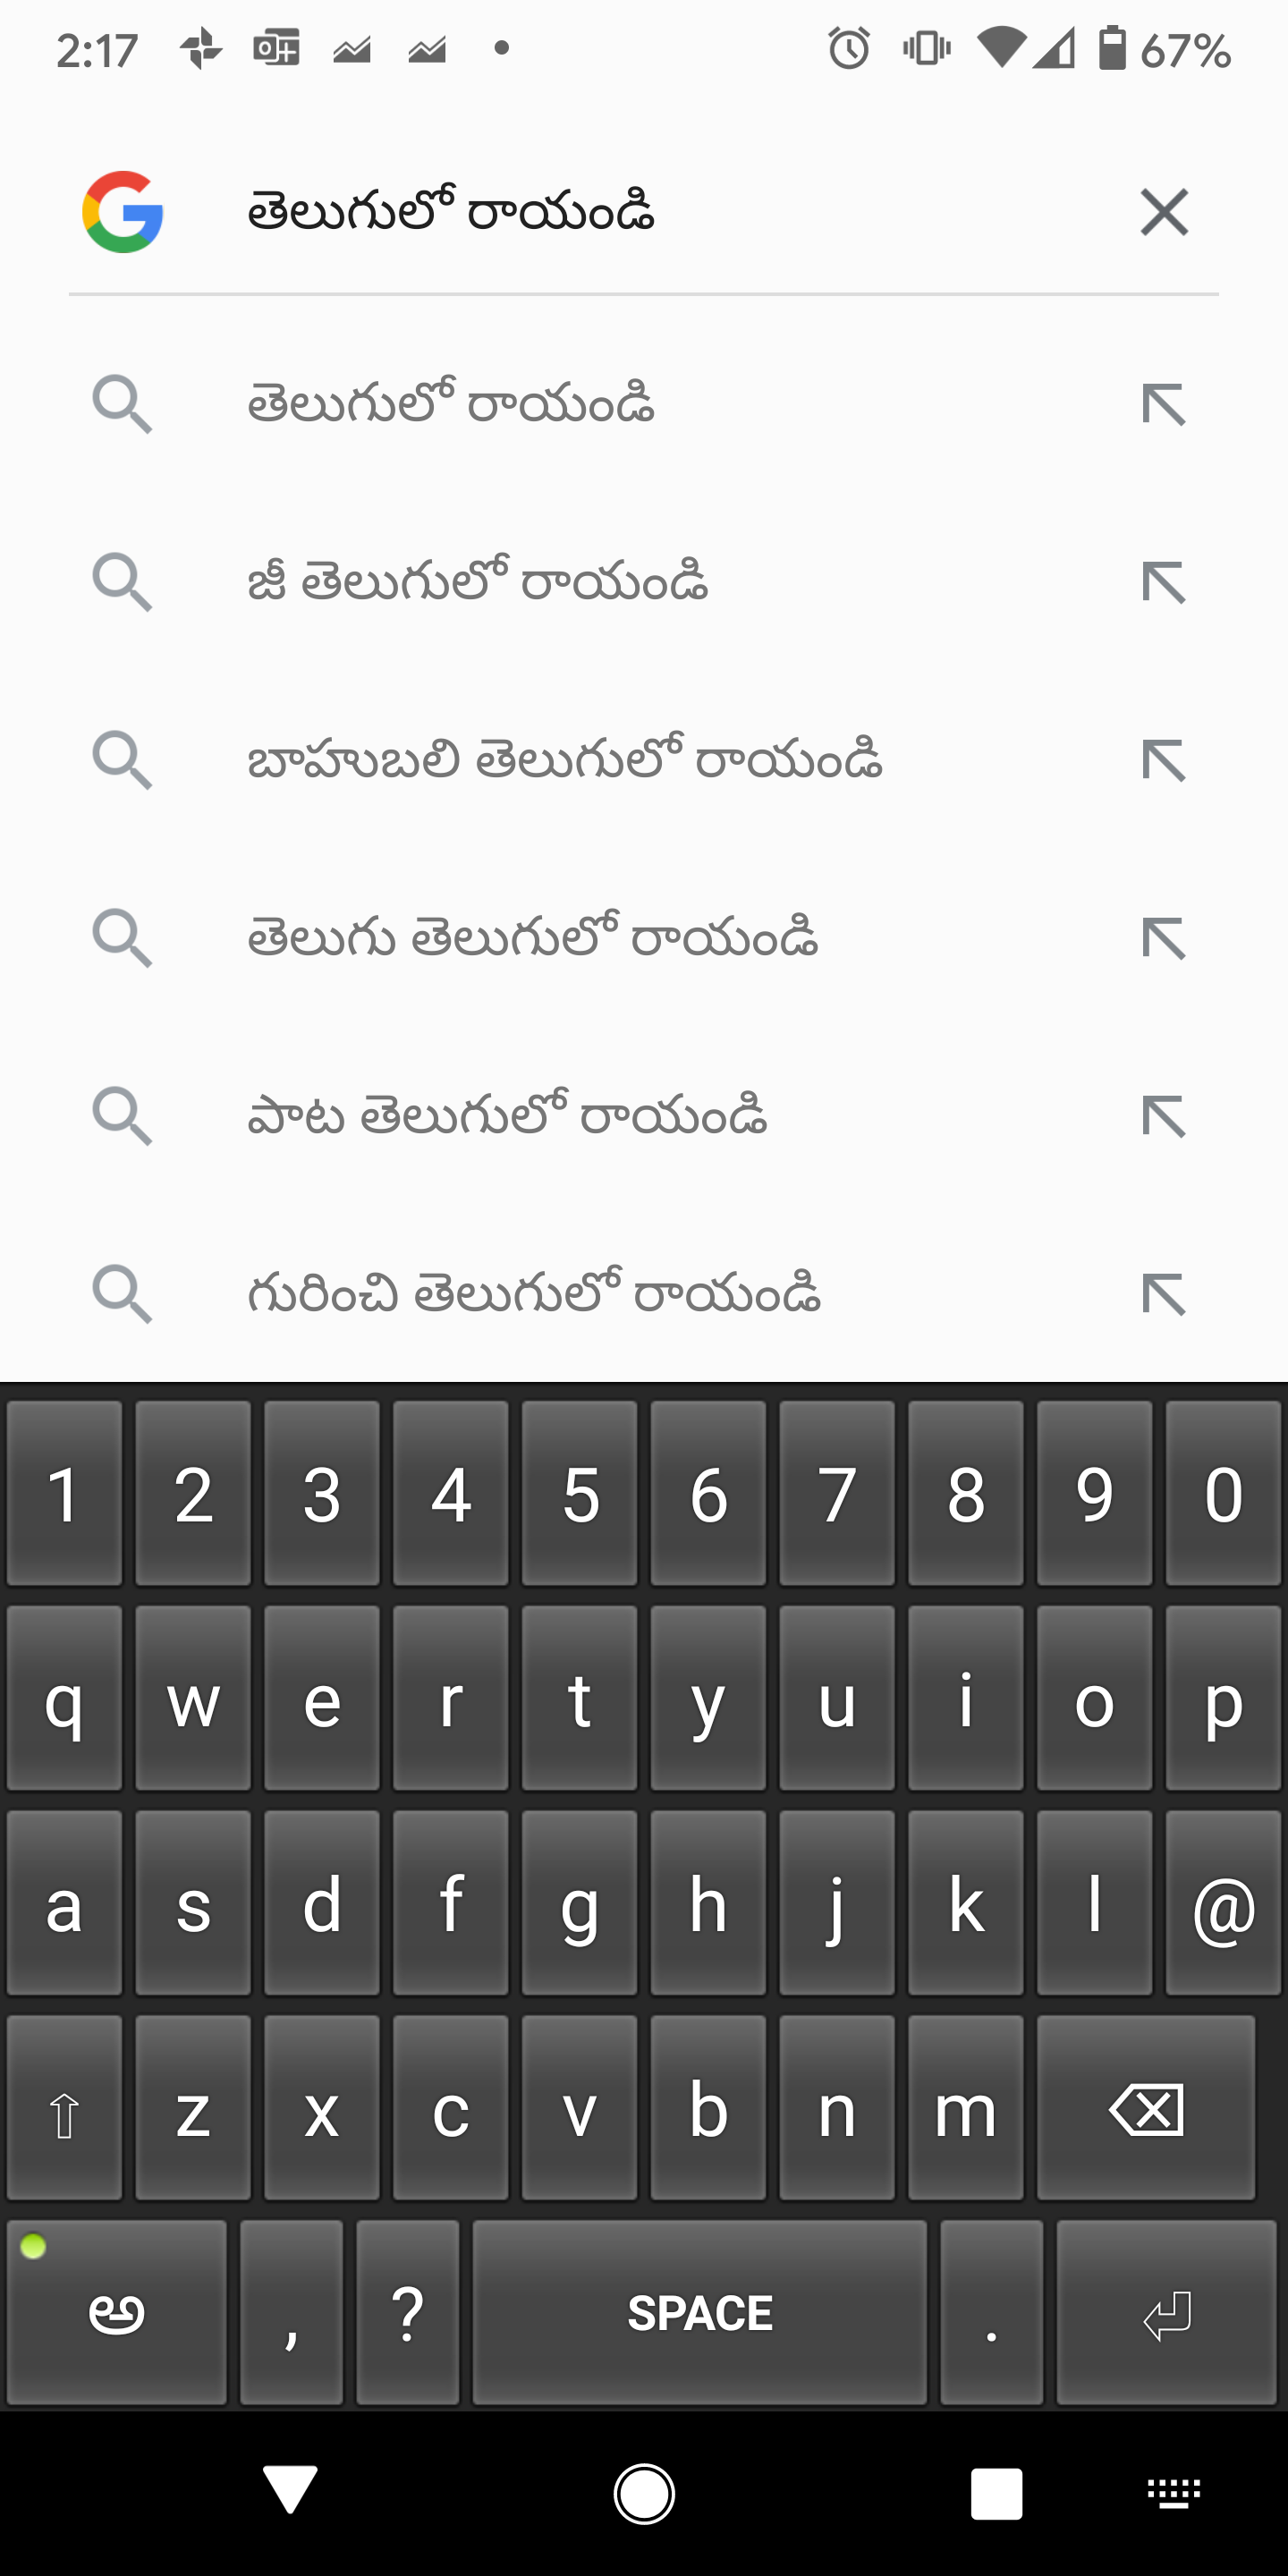 2:17
67%
తెలుగులో రాయండి
తెలుగులో రాయండి
జీ తెలుగులో రాయండి
బాహుబలి తెలుగులో రాయండి
తెలుగు తెలుగులో రాయండి
పాట తెలుగులో రాయండి
గురించి తెలుగులో రాయండి
1 2 3 4 5 6 7 8 9 0
q w e r t y u i o p
a s d f g h j k l @
z x c v b n m
అ , ? SPACE .